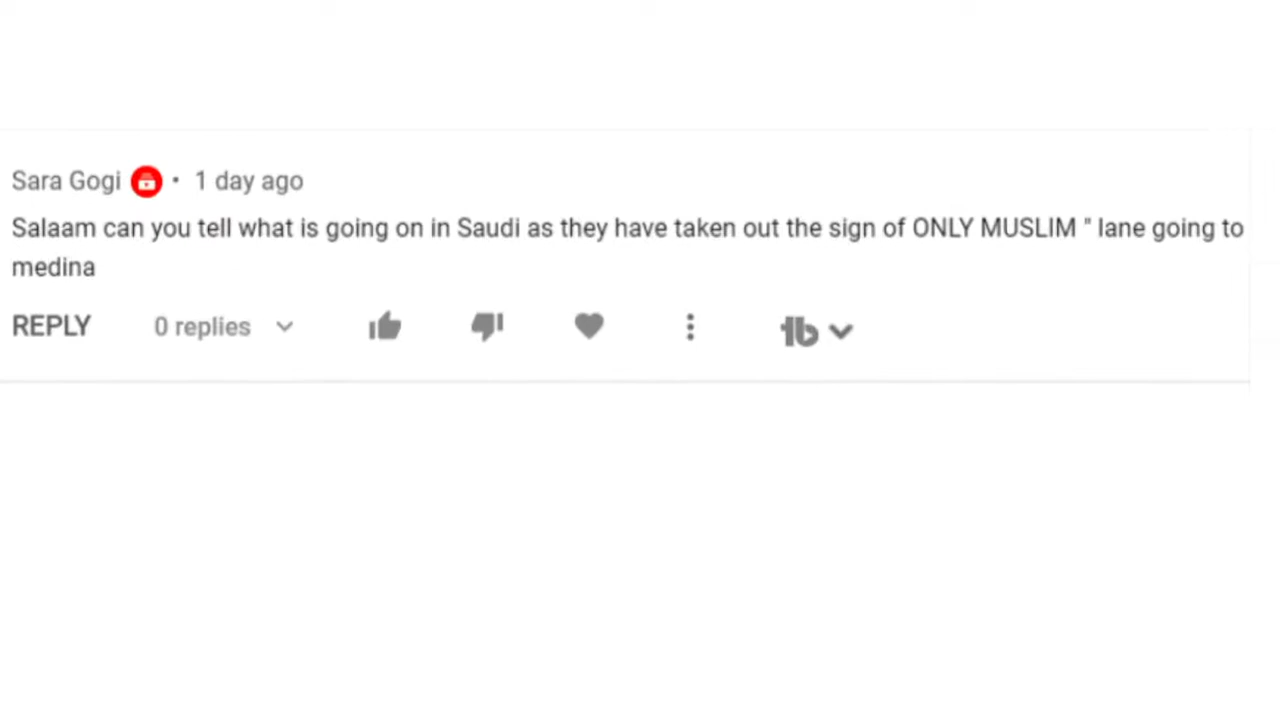 Sara Gogi • 1 day ago
Salaam can you tell what is going on in Saudi as they have taken out the sign of ONLY MUSLIM " lane going to
medina
REPLY 0 replies tb